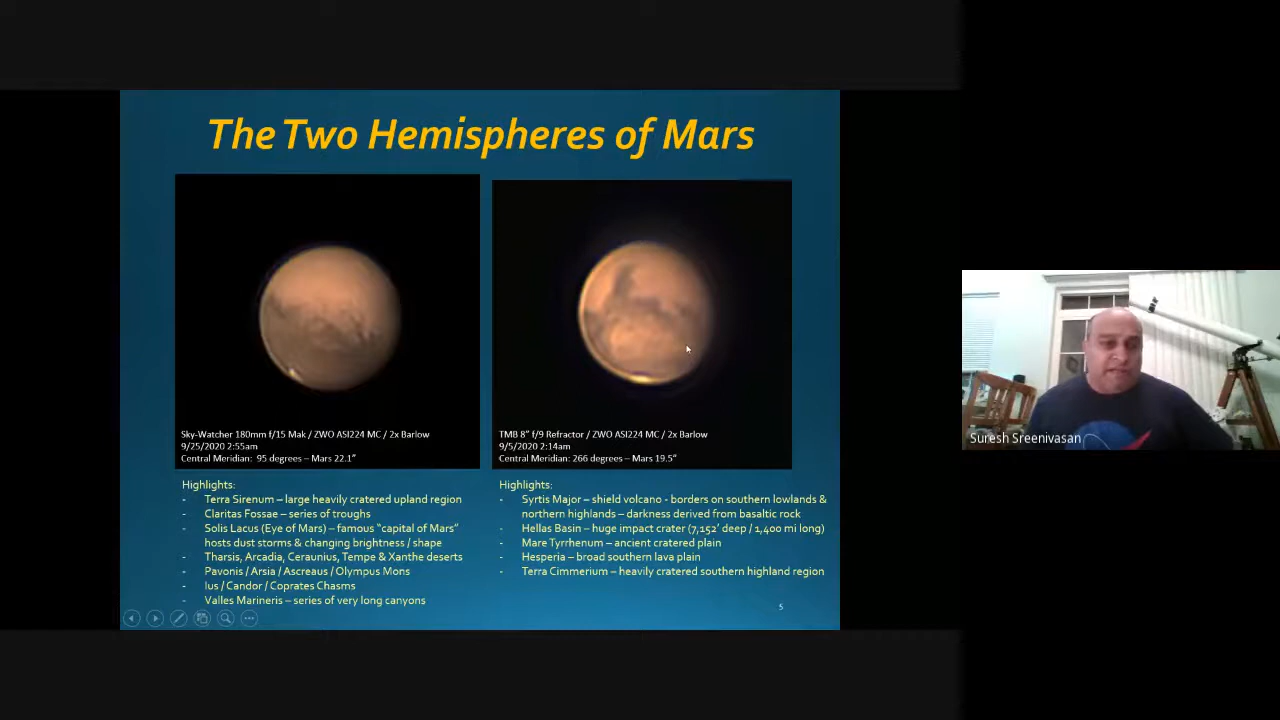 The Two Hemispheres of Mars
Sky-Watcher 180mm f/15 Mak / ZWO ASI224 MC / 2x Barlow
9/25/2020 2:55am
Central Meridian:  95 degrees – Mars 22.1”
TMB 8” f/9 Refractor / ZWO ASI224 MC / 2x Barlow
9/5/2020 2:14am
Central Meridian: 266 degrees – Mars 19.5”
Highlights:
- Terra Sirenum – large heavily cratered upland region
- Claritas Fossae – series of troughs
- Solis Lacus (Eye of Mars) – famous “capital of Mars”
hosts dust storms & changing brightness / shape
- Tharsis, Arcadia, Ceraunius, Tempe & Xanthe deserts
- Pavonis / Arsia / Ascreaus / Olympus Mons
- Ius / Candor / Coprates Chasms
- Valles Marineris – series of very long canyons
Highlights:
- Syrtis Major – shield volcano - borders on southern lowlands &
northern highlands – darkness derived from basaltic rock
- Hellas Basin – huge impact crater (7,152’ deep / 1,400 mi long)
- Mare Tyrrhenum – ancient cratered plain
- Hesperia – broad southern lava plain
- Terra Cimmerium – heavily cratered southern highland region
5
Suresh Sreenivasan